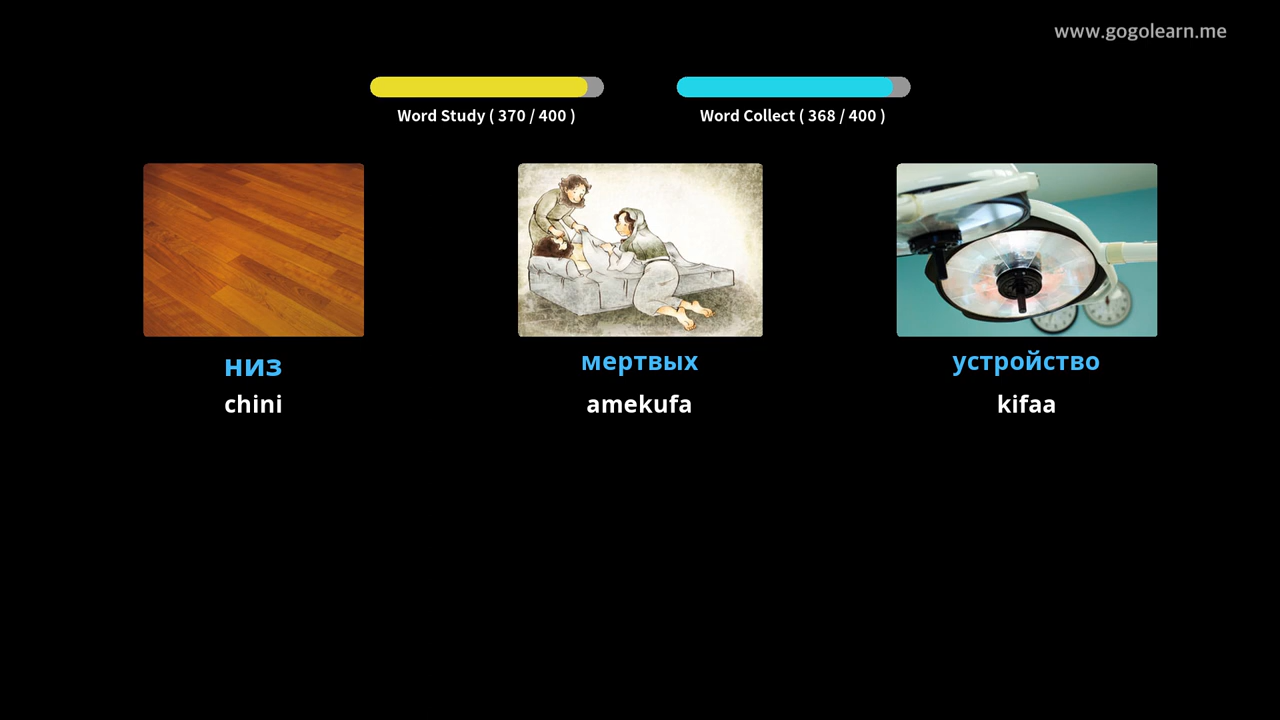 www.gogolearn.me
Word Study ( 370 / 400 )
Word Collect ( 368 / 400 )
низ
мертвых
устройство
chini
amekufa
kifaa